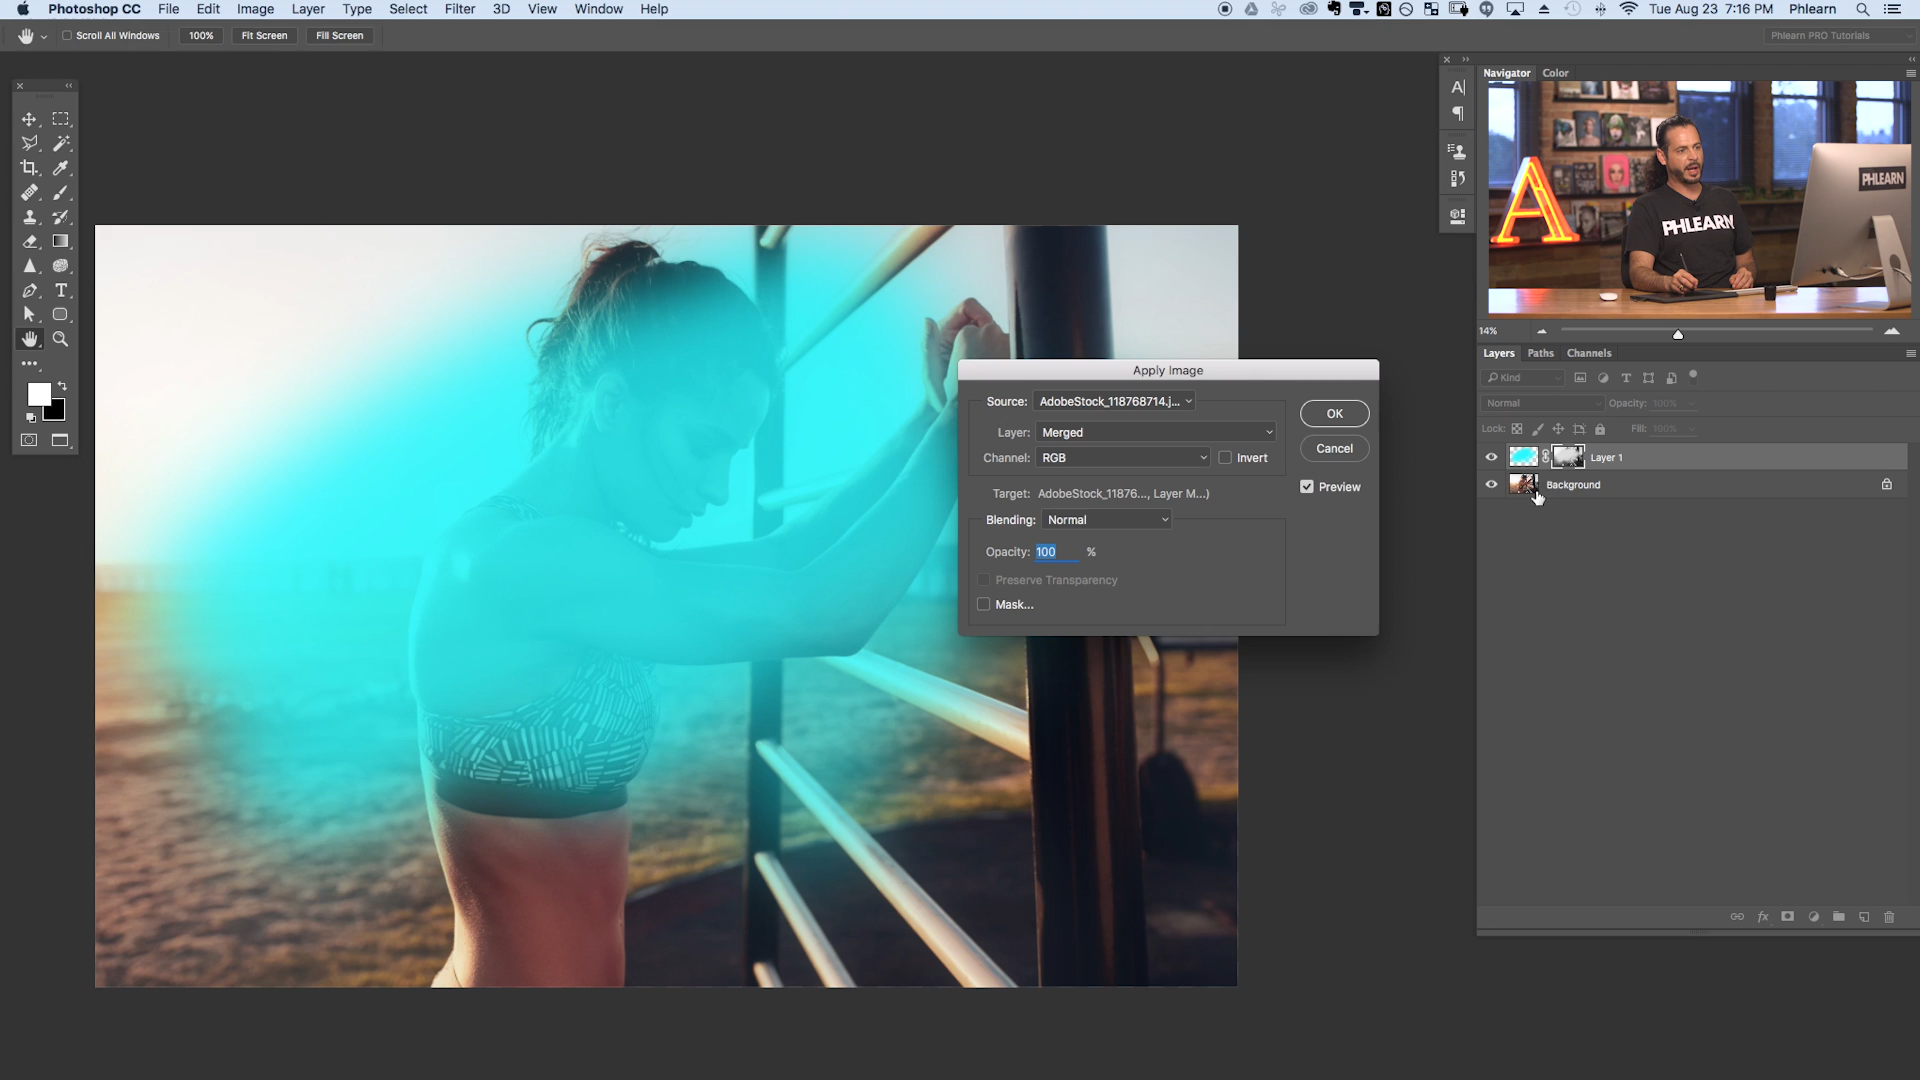 Photoshop CC File Edit Image Layer Type Select Filter 3D View Window Help Tue Aug 23 7:16 PM Phlearn
Scroll All Windows 100% Fit Screen Fill Screen Phlearn PRO Tutorials
Navigator Color
PHLEARN
PHLEARN
A
14%
Layers Paths Channels
Kind
Normal Opacity: 100%
Lock: Fill: 100%
Layer 1
Background
Apply Image
Source: AdobeStock_118768714.j...
OK
Layer: Merged
Cancel
Channel: RGB Invert
Preview
Target: AdobeStock_11876..., Layer M...)
Blending: Normal
Opacity: 100 %
Preserve Transparency
Mask...